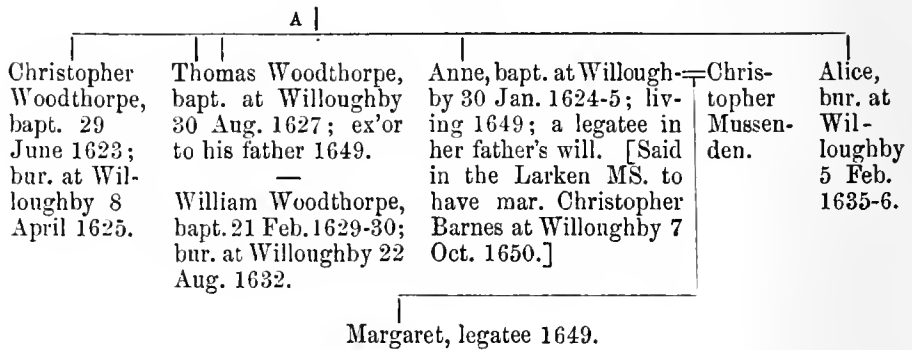 A
Christopher
Woodthorpe,
bapt. 29
June 1623;
bur. at Wil-
loughby 8
April 1625.
Thomas Woodthorpe,
bapt. at Willoughby
30 Aug. 1627; ex'or
to his father 1649.
—
William Woodthorpe,
bapt. 21 Feb. 1629-30;
bur. at Willoughby 22
Aug. 1632.
Anne, bapt. at Willough-
by 30 Jan. 1624-5; liv-
ing 1649; a legatee in
her father's will. [Said
in the Larken MS. to
have mar. Christopher
Barnes at Willoughby 7
Oct. 1650.]
Chris-
topher
Mussen-
den.
Alice,
bur. at
Wil-
loughby
5 Feb.
1635-6.
Margaret, legatee 1649.